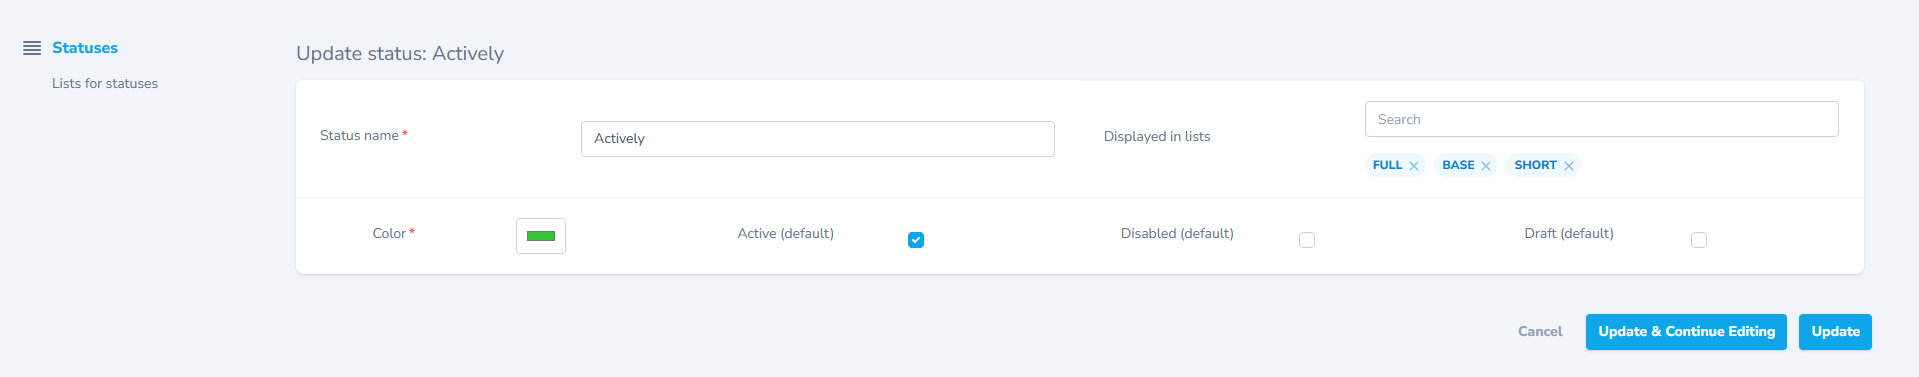 Statuses
Lists for statuses
Update status: Actively
Status name *
Actively
Displayed in lists
Search
FULL
BASE
SHORT
Color *
Active (default)
Disabled (default)
Draft (default)
Cancel
Update & Continue Editing
Update